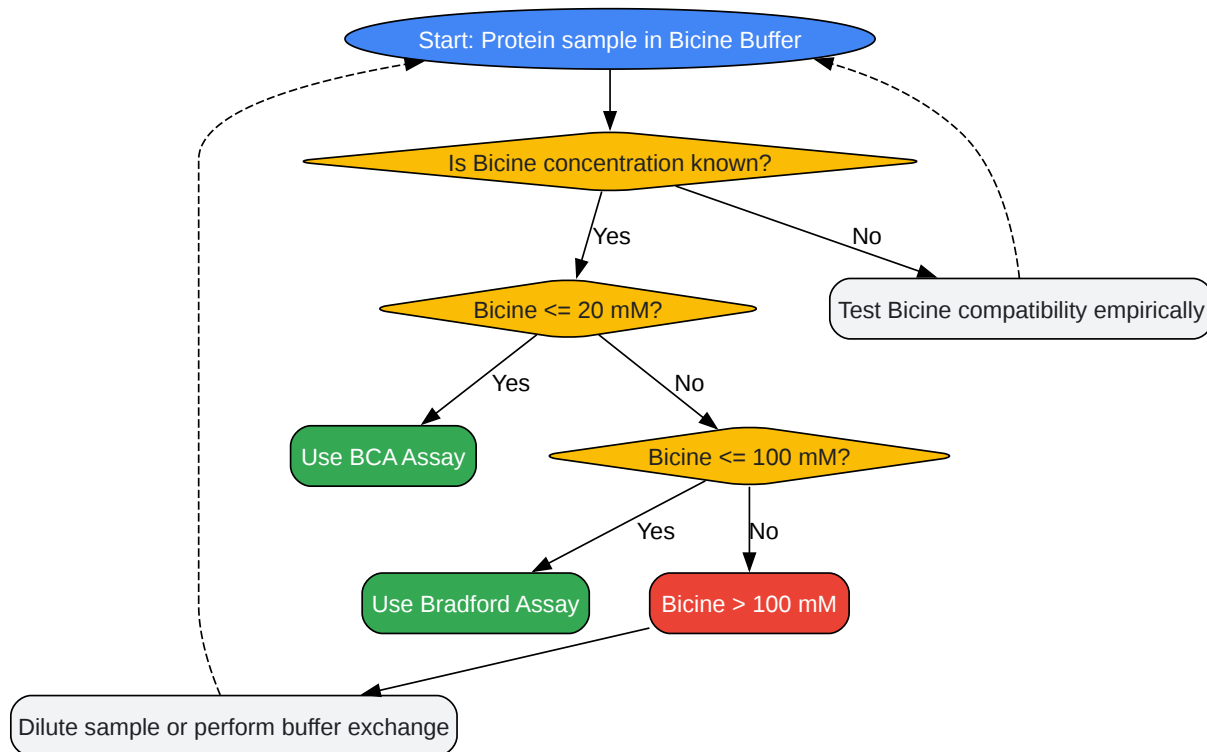 Start: Protein sample in Bicine Buffer
Is Bicine concentration known?
Yes
No
Bicine <= 20 mM?
Test Bicine compatibility empirically
Yes
No
Use BCA Assay
Bicine <= 100 mM?
Yes
No
Use Bradford Assay
Bicine > 100 mM
Dilute sample or perform buffer exchange